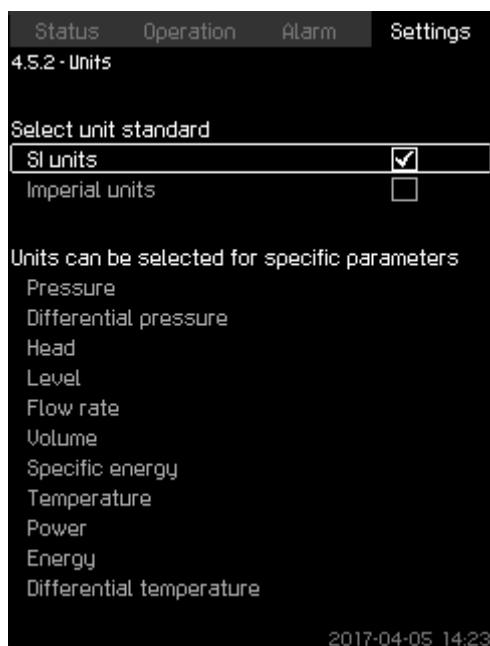 Status Operation Alarm Settings
4.5.2 - Units
Select unit standard
SI units
Imperial units
Units can be selected for specific parameters
Pressure
Differential pressure
Head
Level
Flow rate
Volume
Specific energy
Temperature
Power
Energy
Differential temperature
2017-04-05 14:23